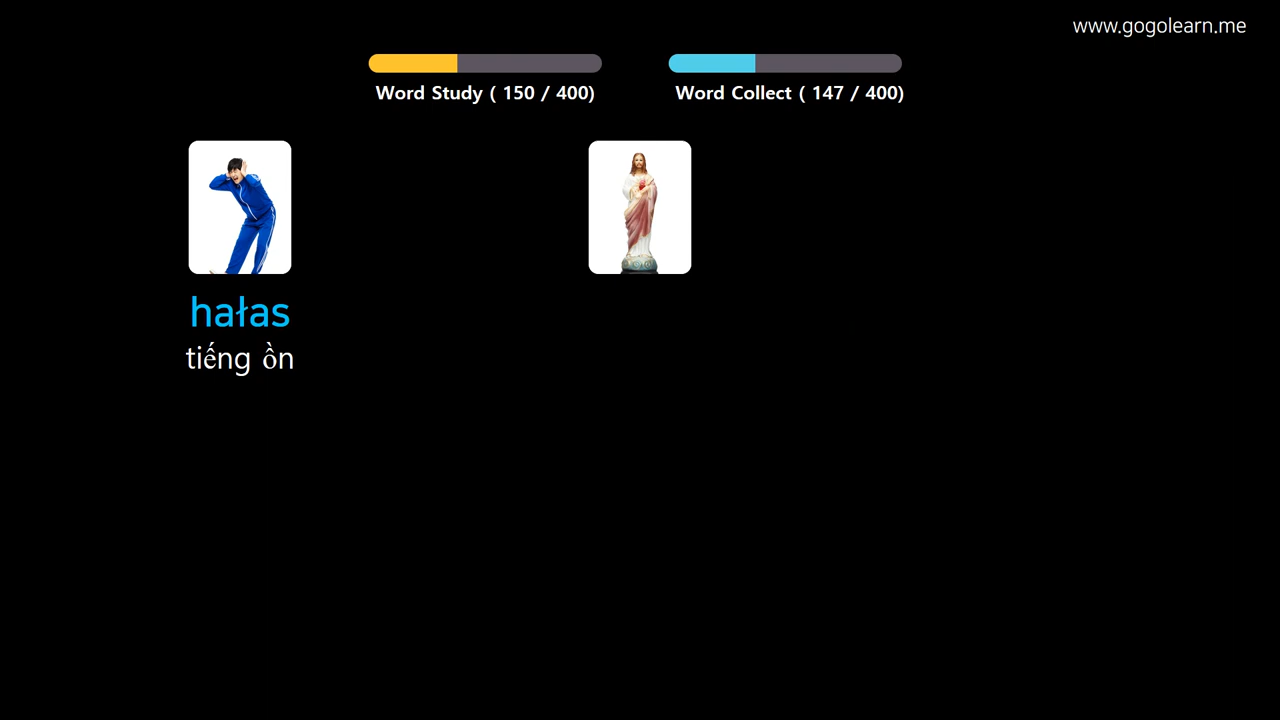 www.gogolearn.me
Word Study ( 150 / 400)
Word Collect ( 147 / 400)
hałas
tiếng ồn